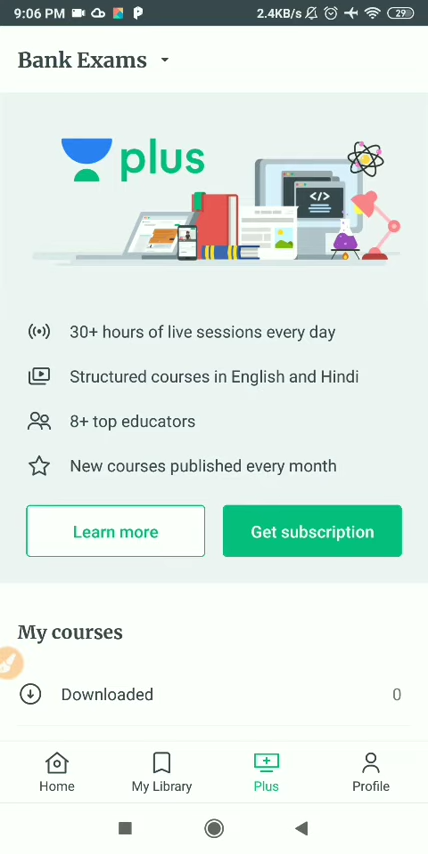 9:06 PM 2.4KB/s 29
Bank Exams
plus
</>
30+ hours of live sessions every day
Structured courses in English and Hindi
8+ top educators
New courses published every month
Learn more Get subscription
My courses
Downloaded 0
Home My Library Plus Profile